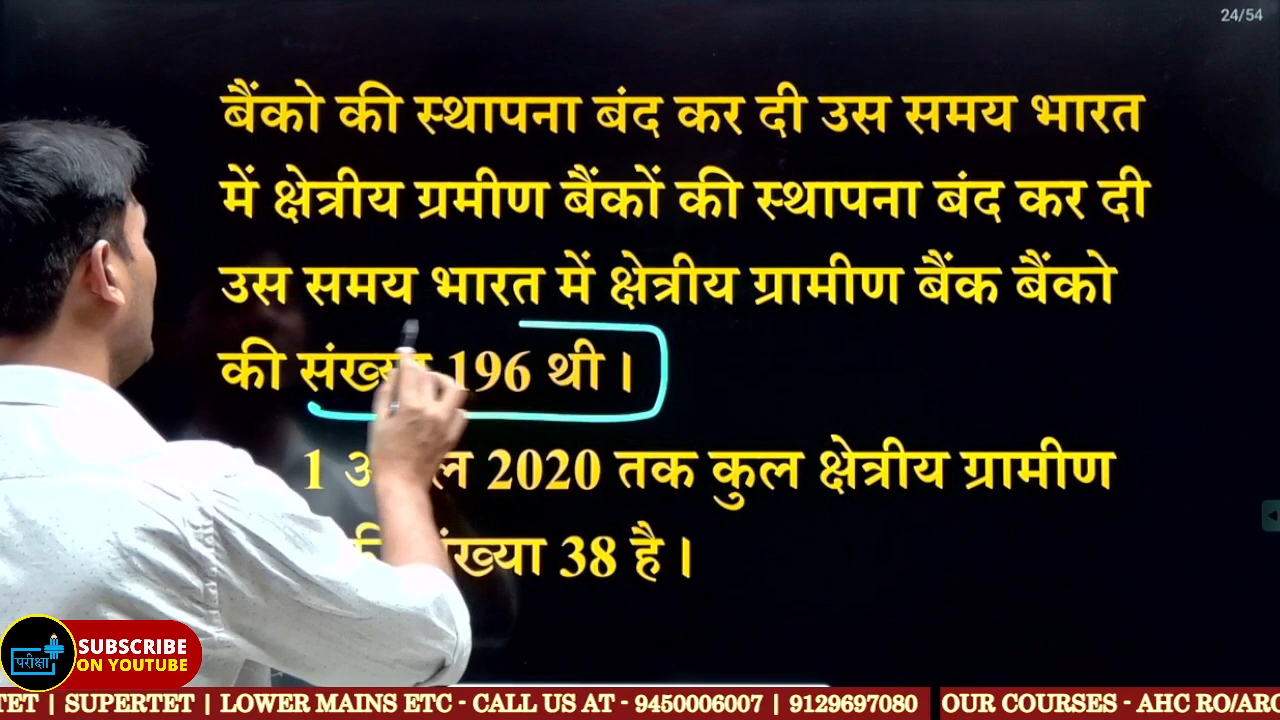 24/54
बैंको की स्थापना बंद कर दी उस समय भारत
में क्षेत्रीय ग्रमीण बैंकों की स्थापना बंद कर दी
उस समय भारत में क्षेत्रीय ग्रामीण बैंक बैंको
की संख्या 196 थी।
1 2020 तक कुल क्षेत्रीय ग्रामीण
38 है।
परीक्षा
SUBSCRIBE
ON YOUTUBE
TET | SUPERTET | LOWER MAINS ETC - CALL US AT - 9450006007 | 9129697080 OUR COURSES - AHC RO/ARO